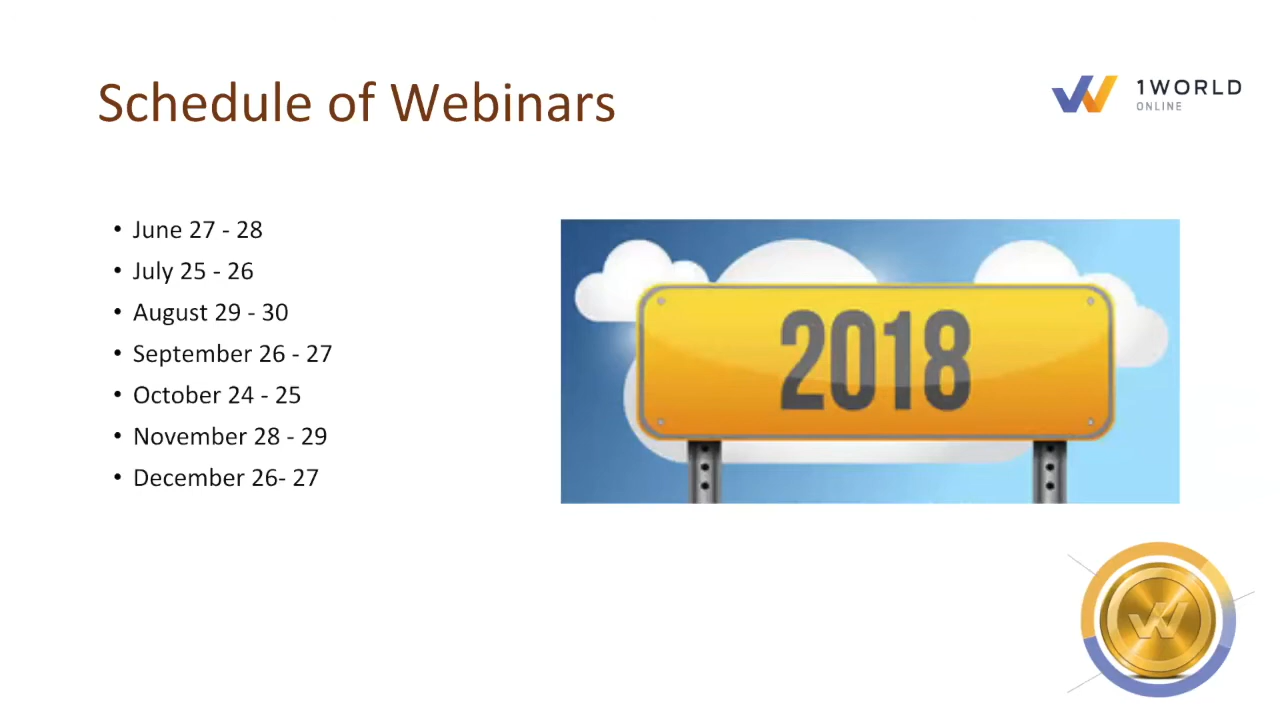 Schedule of Webinars
1WORLD
ONLINE
• June 27 - 28
• July 25 - 26
• August 29 - 30
• September 26 - 27
• October 24 - 25
• November 28 - 29
• December 26- 27
2018